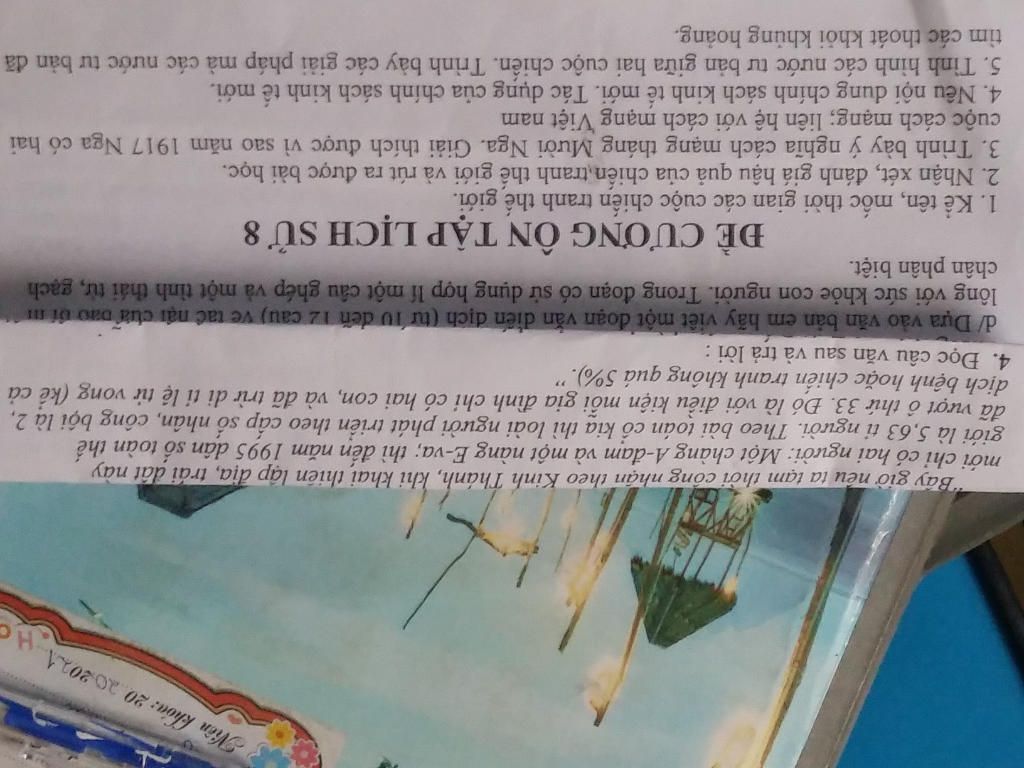 "Bây giờ nếu ta tạm thời công nhận theo Kinh Thánh, khi khai thiên lập địa, trái đất này
mới chỉ có hai người: Một chàng A-đam và một nàng E-va; thì đến năm 1995 dân số toàn thế
giới là 5,63 tỉ người. Theo bài toán cổ kia thì loài người phát triển theo cấp số nhân, công bội là 2,
đã vượt ô thứ 33. Đó là với điều kiện mỗi gia đình chỉ có hai con, và đã trừ đi tỉ lệ tử vong (kể cả
dịch bệnh hoặc chiến tranh không quá 5%)."
4. Đọc câu văn sau và trả lời :
d/ Dựa vào văn bản em hãy viết một đoạn văn diễn dịch (từ 10 đến 12 câu) về tác hại của bao bì ni
lông với sức khỏe con người. Trong đoạn có sử dụng hợp lí một câu ghép và một tình thái từ, gạch
chân phân biệt.
ĐỀ CƯƠNG ÔN TẬP LỊCH SỬ 8
1. Kể tên, mốc thời gian các cuộc chiến tranh thế giới.
2. Nhận xét, đánh giá hậu quả của chiến tranh thế giới và rút ra được bài học.
3. Trình bày ý nghĩa cách mạng tháng Mười Nga. Giải thích được vì sao năm 1917 Nga có hai
cuộc cách mạng; liên hệ với cách mạng Việt nam
4. Nêu nội dung chính sách kinh tế mới. Tác dụng của chính sách kinh tế mới.
5. Tình hình các nước tư bản giữa hai cuộc chiến. Trình bày các giải pháp mà các nước tư bản đã
tìm các thoát khỏi khủng hoảng.
Niên khóa: 20 20-2021